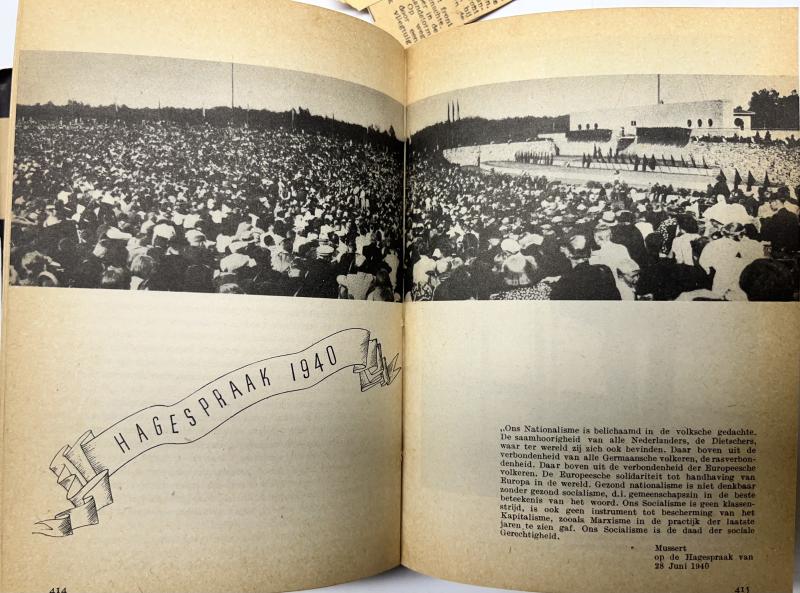 HAGESPRAAK 1940
„Ons Nationalisme is belichaamd in de volksche gedachte.
De saamhoorigheid van alle Nederlanders, de Dietschers,
waar ter wereld zij zich ook bevinden. Daar boven uit de
verbondenheid van alle Germaansche volkeren, de rasverbon-
denheid. Daar boven uit de verbondenheid der Europeesche
volkeren. De Europeesche solidariteit tot handhaving van
Europa in de wereld. Gezond nationalisme is niet denkbaar
zonder gezond socialisme, d.i. gemeenschapszin in de beste
beteekenis van het woord. Ons Socialisme is geen klassen-
strijd, is ook geen instrument tot bescherming van het
Kapitalisme, zooals Marxisme in de praktijk der laatste
jaren te zien gaf. Ons Socialisme is de daad der sociale
Gerechtigheid.
Mussert
op de Hagespraak van
28 Juni 1940
414
415